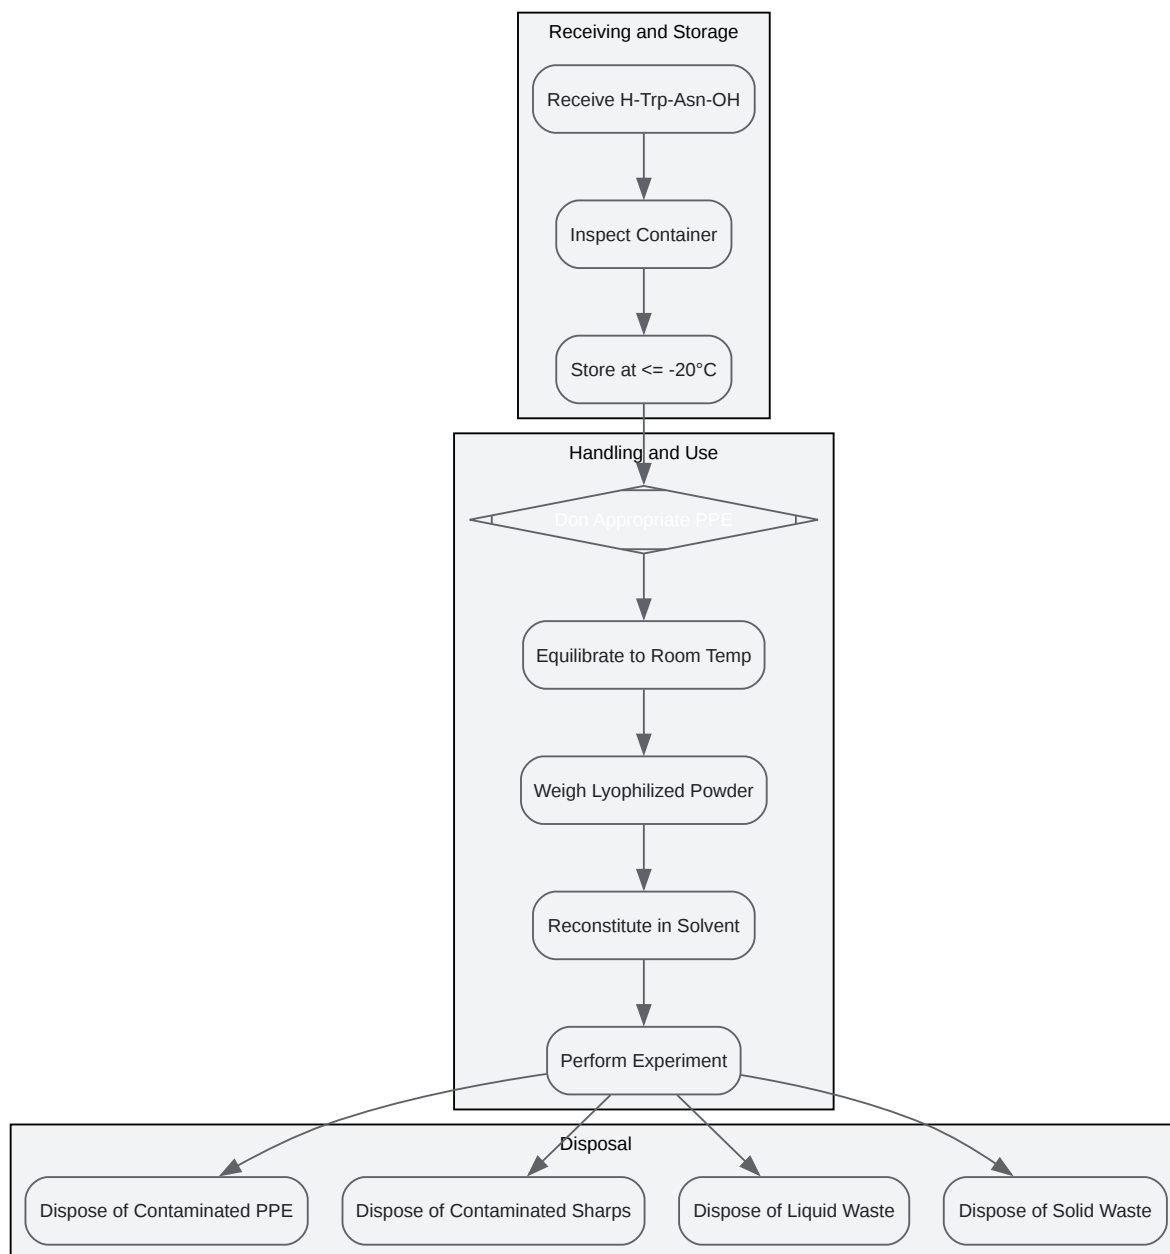 Receiving and Storage
Receive H-Trp-Asn-OH
Inspect Container
Store at <= -20°C
Handling and Use
Don Appropriate PPE
Equilibrate to Room Temp
Weigh Lyophilized Powder
Reconstitute in Solvent
Perform Experiment
Disposal
Dispose of Contaminated PPE
Dispose of Contaminated Sharps
Dispose of Liquid Waste
Dispose of Solid Waste